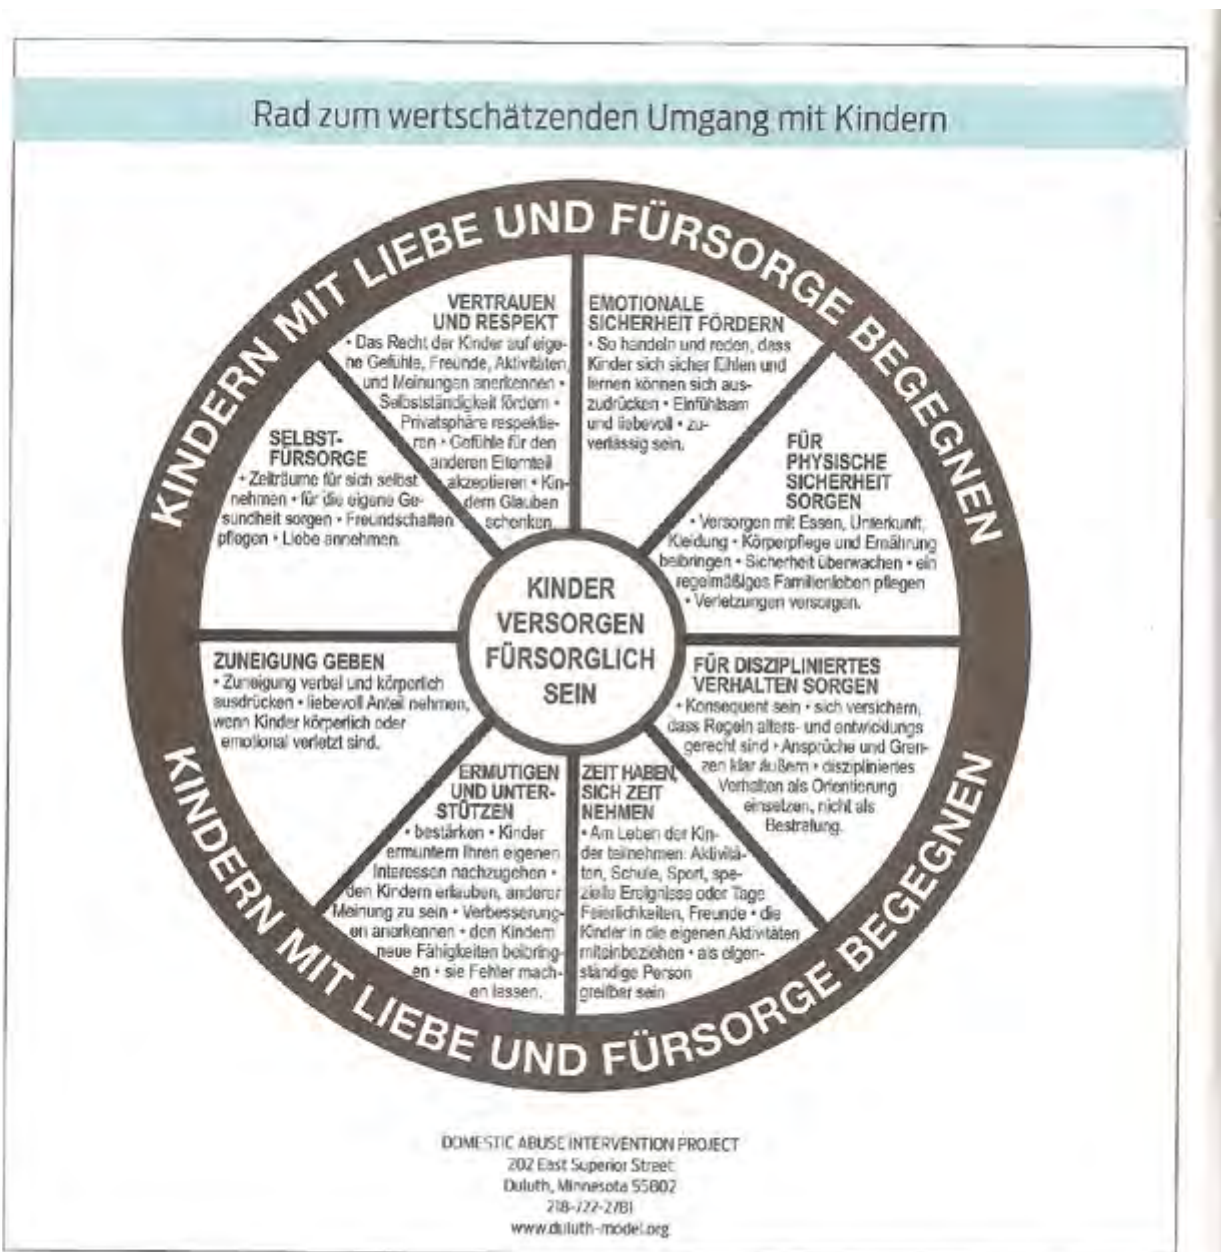 Rad zum wertschätzenden Umgang mit Kindern
KINDERN MIT LIEBE UND FÜRSORGE BEGEGNEN
VERTRAUEN
UND RESPEKT
• Das Recht der Kinder auf eige-
ne Gefühle, Freunde, Aktivitäten,
und Meinungen anerkennen •
Selbstständigkeit fördern •
Privatsphäre respektie-
ren • Gefühle für den
anderen Elternteil
akzeptieren • Kin-
dern Glauben
schenken.
EMOTIONALE
SICHERHEIT FÖRDERN
• So handeln und reden, dass
Kinder sich sicher fühlen und
lernen können sich aus-
zudrücken • Einfühlsam
und liebevoll • zu-
verlässig sein.
FÜR
PHYSISCHE
SICHERHEIT
SORGEN
• Versorgen mit Essen, Unterkunft,
Kleidung • Körperpflege und Ernährung
beibringen • Sicherheit überwachen • ein
regelmäßiges Familienleben pflegen
• Verletzungen versorgen.
FÜR DISZIPLINIERTES
VERHALTEN SORGEN
• Konsequent sein • sich versichern,
dass Regeln alters- und entwicklungs
gerecht sind • Ansprüche und Gren-
zen klar äußern • diszipliniertes
Verhalten als Orientierung
einsetzen, nicht als
Bestrafung.
ZEIT HABEN,
SICH ZEIT
NEHMEN
• Am Leben der Kin-
der teilnehmen: Aktivitä-
ten, Schule, Sport, spe-
zielle Ereignisse oder Tage
Feierlichkeiten, Freunde • die
Kinder in die eigenen Aktivitäten
miteinbeziehen • als eigen-
ständige Person
greifbar sein
ERMUTIGEN
UND UNTER-
STÜTZEN
• bestärken • Kinder
ermuntern Ihren eigenen
Interessen nachzugehen •
den Kindern erlauben, anderer
Meinung zu sein • Verbesserung-
en anerkennen • den Kindern
neue Fähigkeiten beibring-
en • sie Fehler mach-
en lassen.
ZUNEIGUNG GEBEN
• Zuneigung verbal und körperlich
ausdrücken • liebevoll Anteil nehmen,
wenn Kinder körperlich oder
emotional verletzt sind.
SELBST-
FÜRSORGE
• Zeiträume für sich selbst
nehmen • für die eigene Ge-
sundheit sorgen • Freundschaften
pflegen • Liebe annehmen.
KINDER
VERSORGEN
FÜRSORGLICH
SEIN
KINDERN MIT LIEBE UND FÜRSORGE BEGEGNEN
DOMESTIC ABUSE INTERVENTION PROJECT
202 East Superior Street
Duluth, Minnesota 55802
218-722-2781
www.duluth-model.org